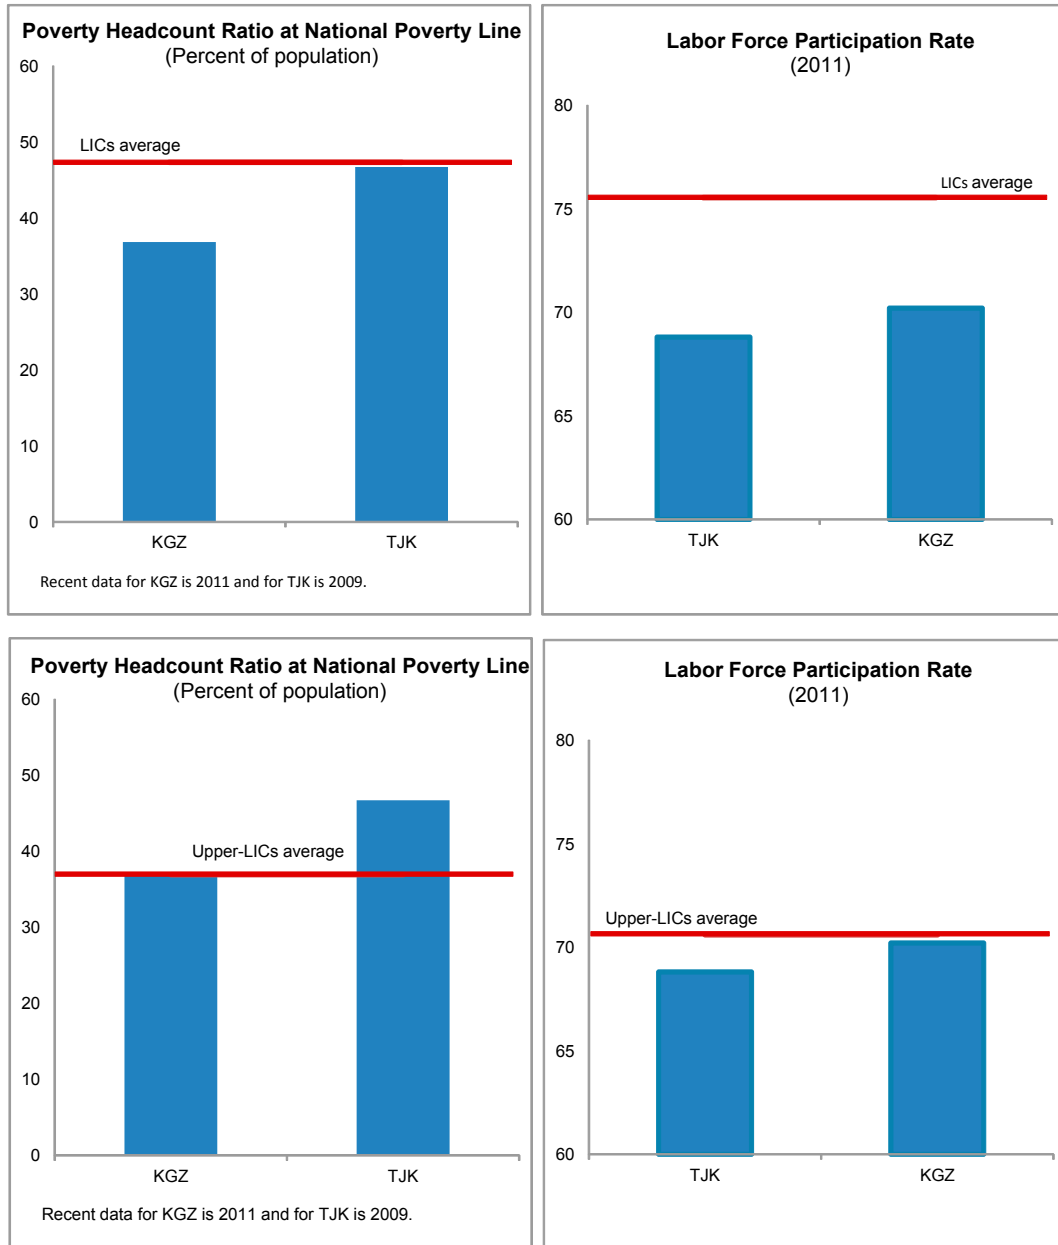 Poverty Headcount Ratio at National Poverty Line
(Percent of population)
60
50
40
30
20
10
0
LICs average
KGZ
TJK
Recent data for KGZ is 2011 and for TJK is 2009.
Labor Force Participation Rate
(2011)
80
75
70
65
60
LICs average
TJK
KGZ
Poverty Headcount Ratio at National Poverty Line
(Percent of population)
60
50
40
30
20
10
0
Upper-LICs average
KGZ
TJK
Recent data for KGZ is 2011 and for TJK is 2009.
Labor Force Participation Rate
(2011)
80
75
70
65
60
Upper-LICs average
TJK
KGZ